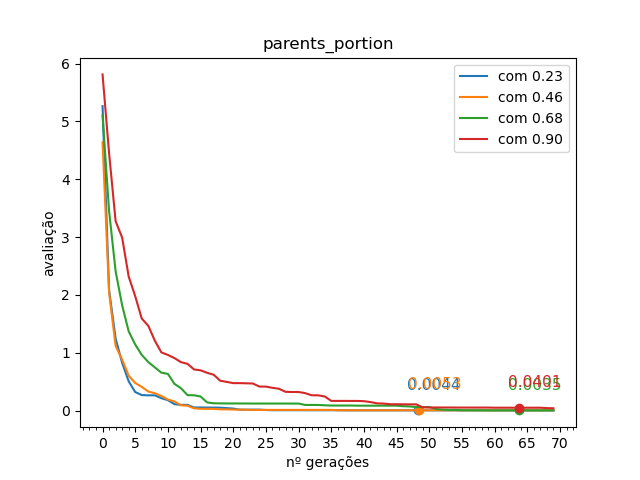 parents_portion
com 0.23
com 0.46
com 0.68
com 0.90
avaliação
6
5
4
3
2
1
0
0 5 10 15 20 25 30 35 40 45 50 55 60 65 70
nº gerações